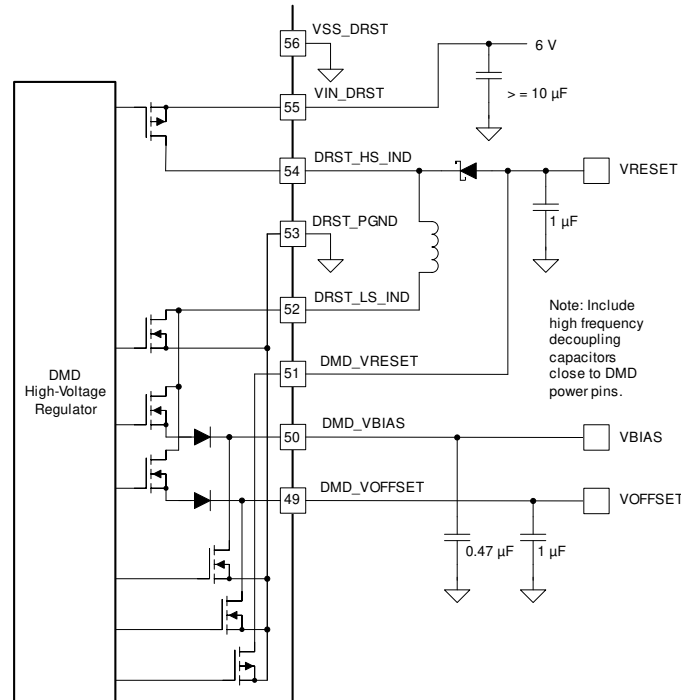 VSS_DRST
56
6 V
VIN_DRST
55
> = 10 µF
DRST_HS_IND
54
VRESET
DRST_PGND
53
1 µF
DRST_LS_IND
52
Note: Include
high frequency
decoupling
capacitors
close to DMD
power pins.
DMD_VRESET
51
DMD
High-Voltage
Regulator
DMD_VBIAS
50
VBIAS
DMD_VOFFSET
49
VOFFSET
0.47 µF
1 µF